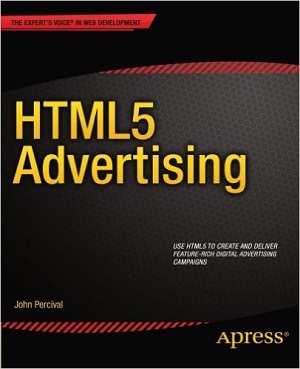 THE EXPERT'S VOICE® IN WEB DEVELOPMENT
HTML5
Advertising
USE HTML5 TO CREATE AND DELIVER
FEATURE-RICH DIGITAL ADVERTISING
CAMPAIGNS
John Percival
Apress®